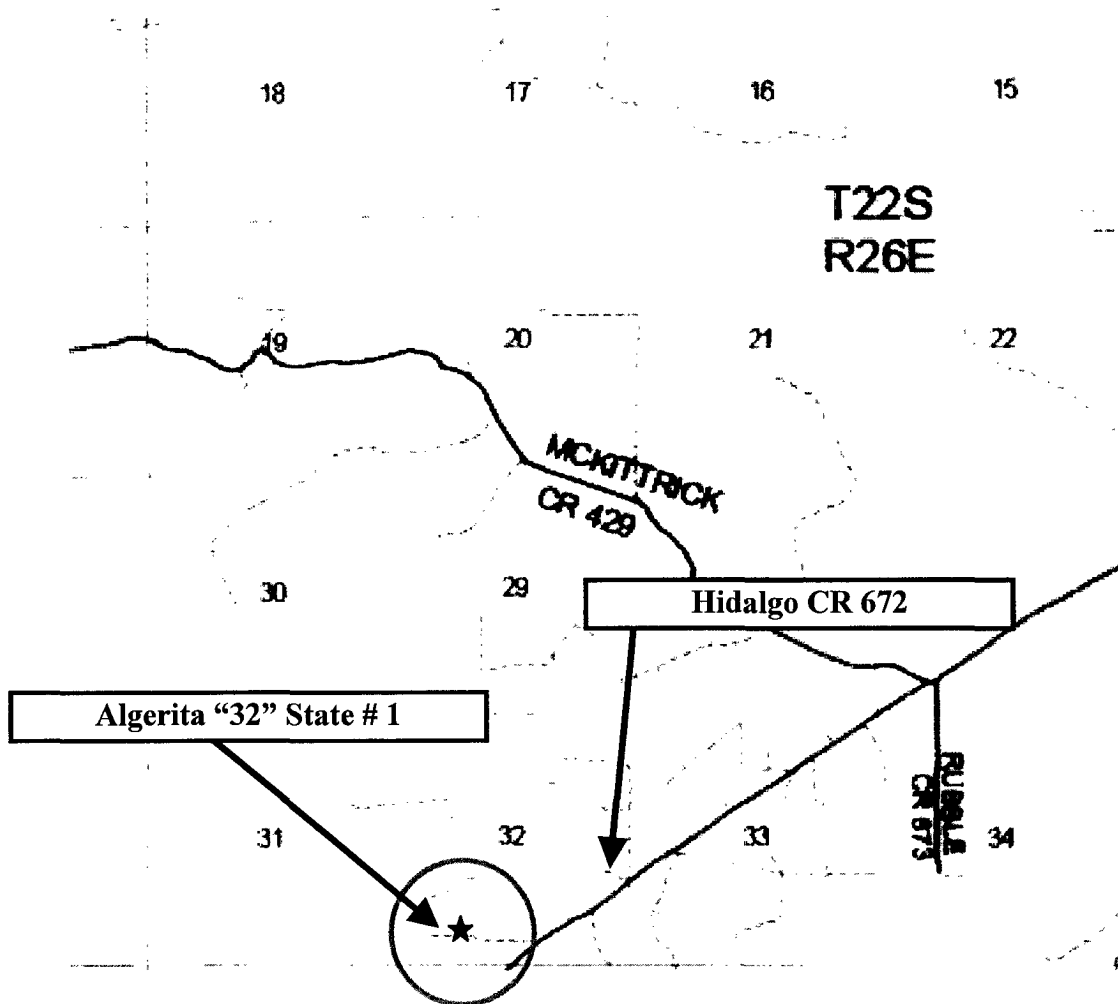 18 17 16 15
T22S
R26E
19 20 21 22
MCKITTRICK
CR 429
30 29
Hidalgo CR 672
Algerita “32” State # 1
CR 673
31 32 33 34